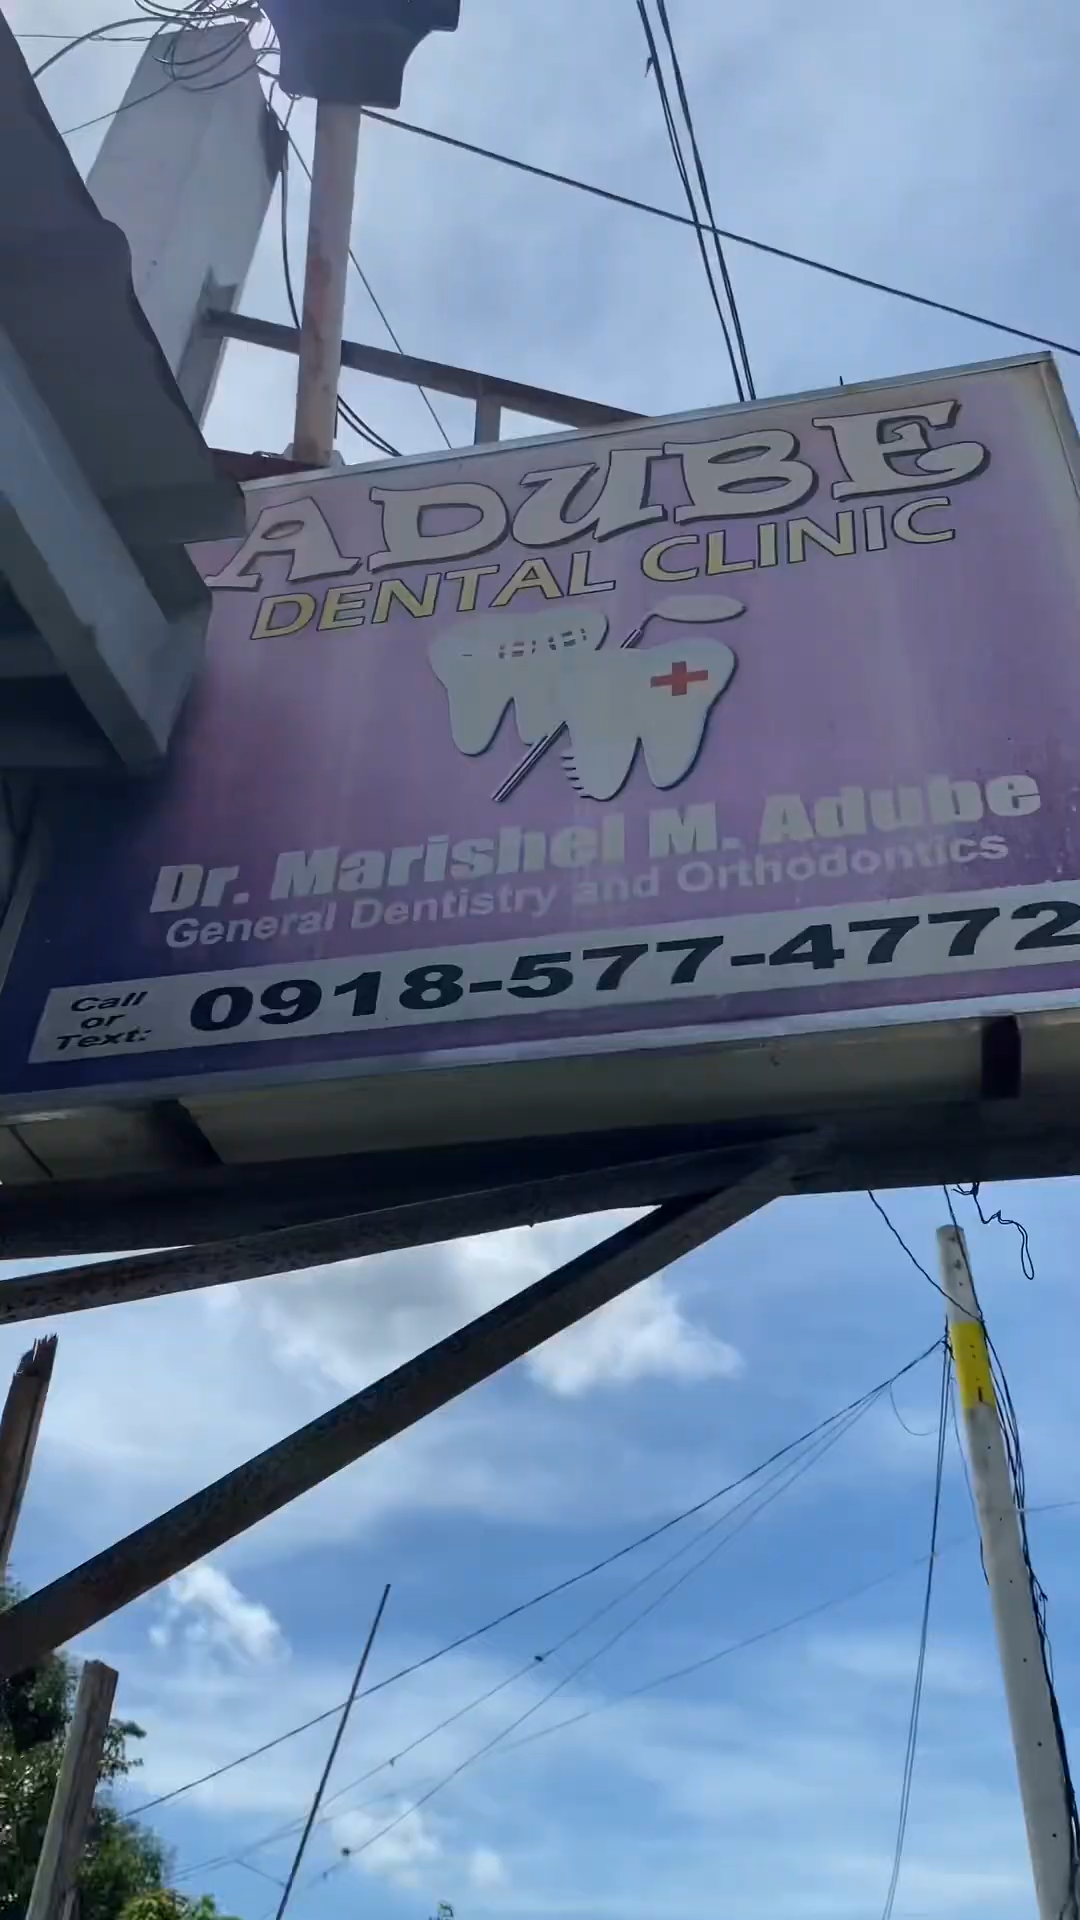 ADUBE
DENTAL CLINIC
Dr. Marishel M. Adube
General Dentistry and Orthodontics
Call
or
Text:
0918-577-4772